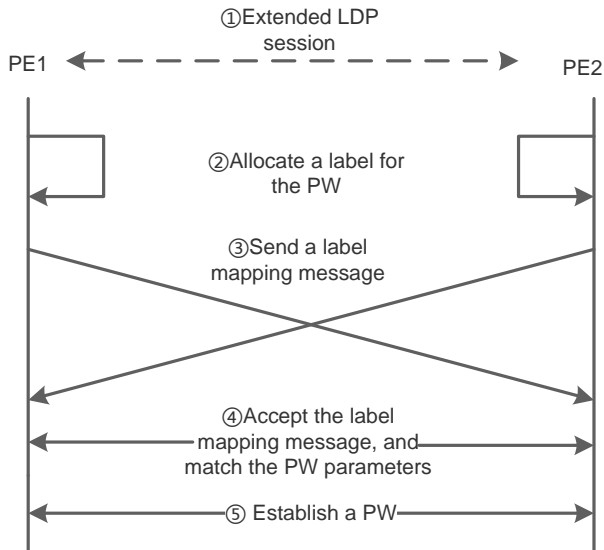 ①Extended LDP
session
PE1
PE2
②Allocate a label for
the PW
③Send a label
mapping message
④Accept the label
mapping message, and
match the PW parameters
⑤ Establish a PW